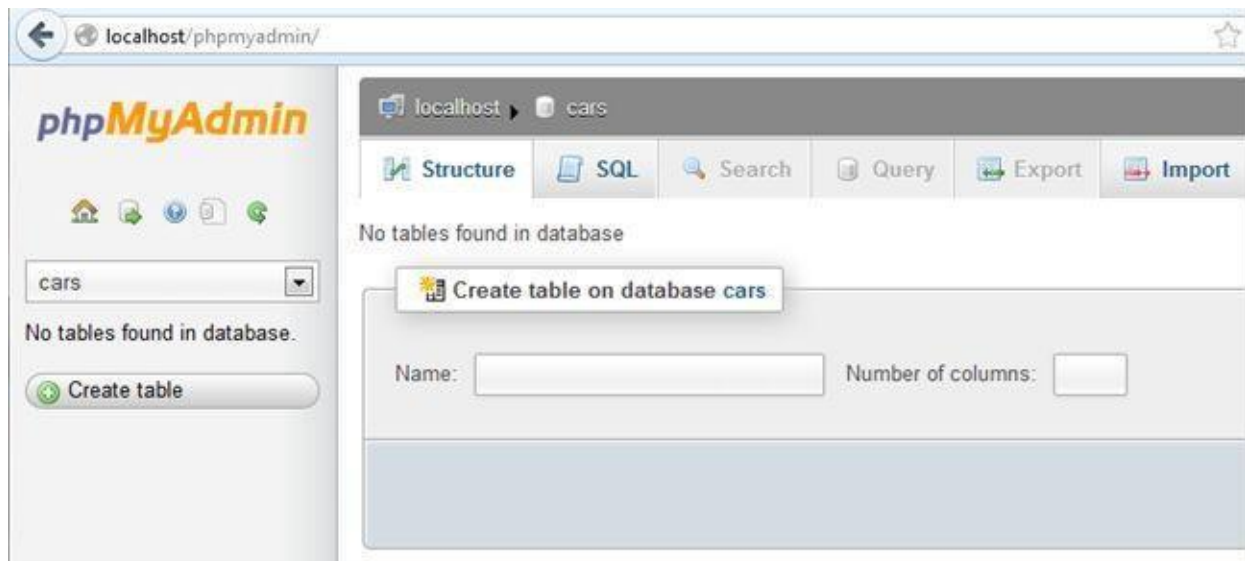 localhost/phpmyadmin/
phpMyAdmin
cars
No tables found in database.
Create table
localhost cars
Structure SQL Search Query Export Import
No tables found in database
Create table on database cars
Name: Number of columns: